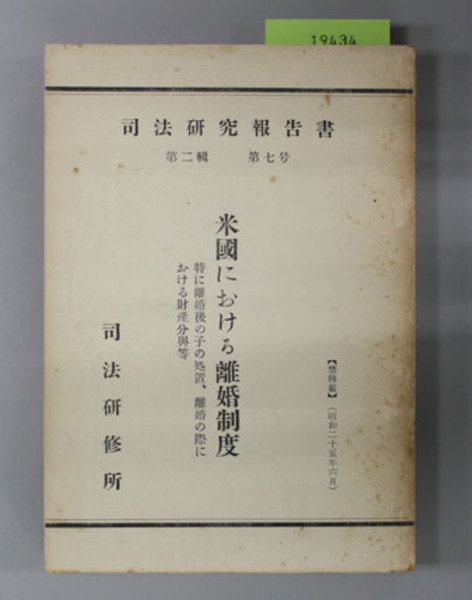 19434
司法研究報告書
第二輯 第七号
【禁轉載】（昭和二十五年六月）
米國における離婚制度
特に離婚後の子の処置、離婚の際に
おける財産分與等
司法研修所